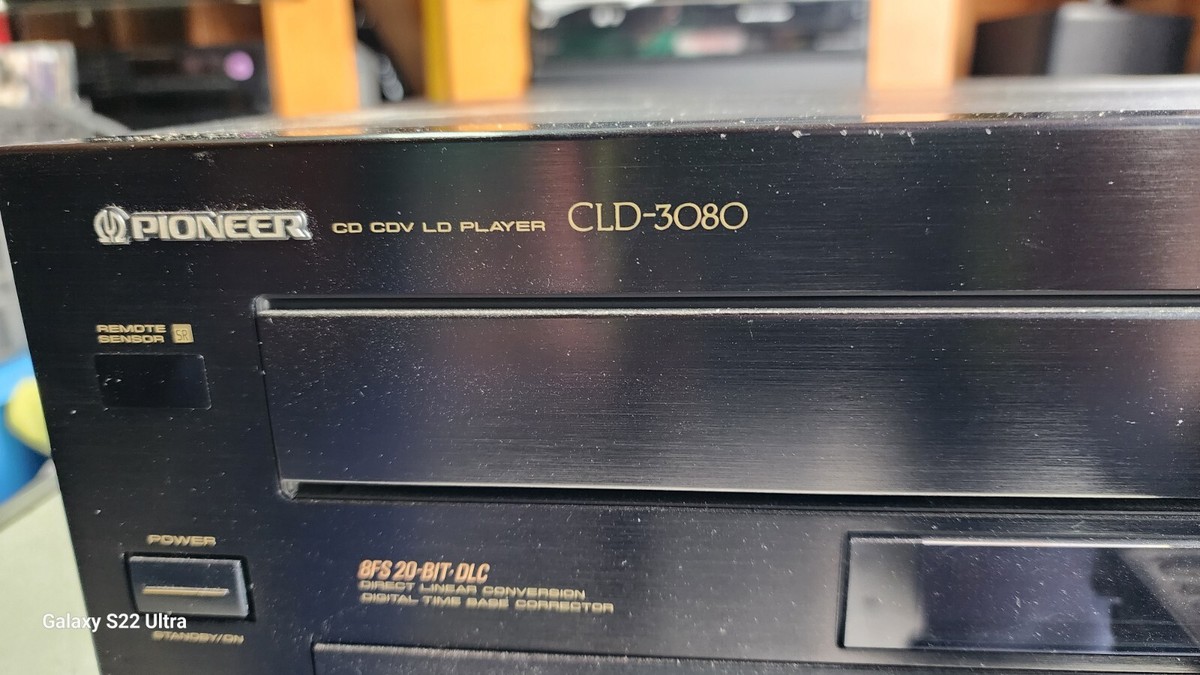 PIONEER CD CDV LD PLAYER CLD-3080
REMOTE
SENSOR SR
POWER
8FS 20-BIT·DLC
DIRECT LINEAR CONVERSION
DIGITAL TIME BASE CORRECTOR
Galaxy S22 Ultra
STANDBY/ON